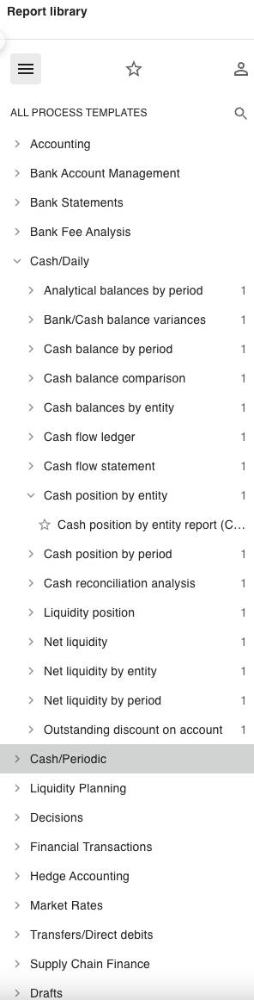 Report library
ALL PROCESS TEMPLATES
Accounting
Bank Account Management
Bank Statements
Bank Fee Analysis
Cash/Daily
Analytical balances by period 1
Bank/Cash balance variances 1
Cash balance by period 1
Cash balance comparison 1
Cash balances by entity 1
Cash flow ledger 1
Cash flow statement 1
Cash position by entity 1
Cash position by entity report (C...
Cash position by period 1
Cash reconciliation analysis 1
Liquidity position 1
Net liquidity 1
Net liquidity by entity 1
Net liquidity by period 1
Outstanding discount on account 1
Cash/Periodic
Liquidity Planning
Decisions
Financial Transactions
Hedge Accounting
Market Rates
Transfers/Direct debits
Supply Chain Finance
Drafts